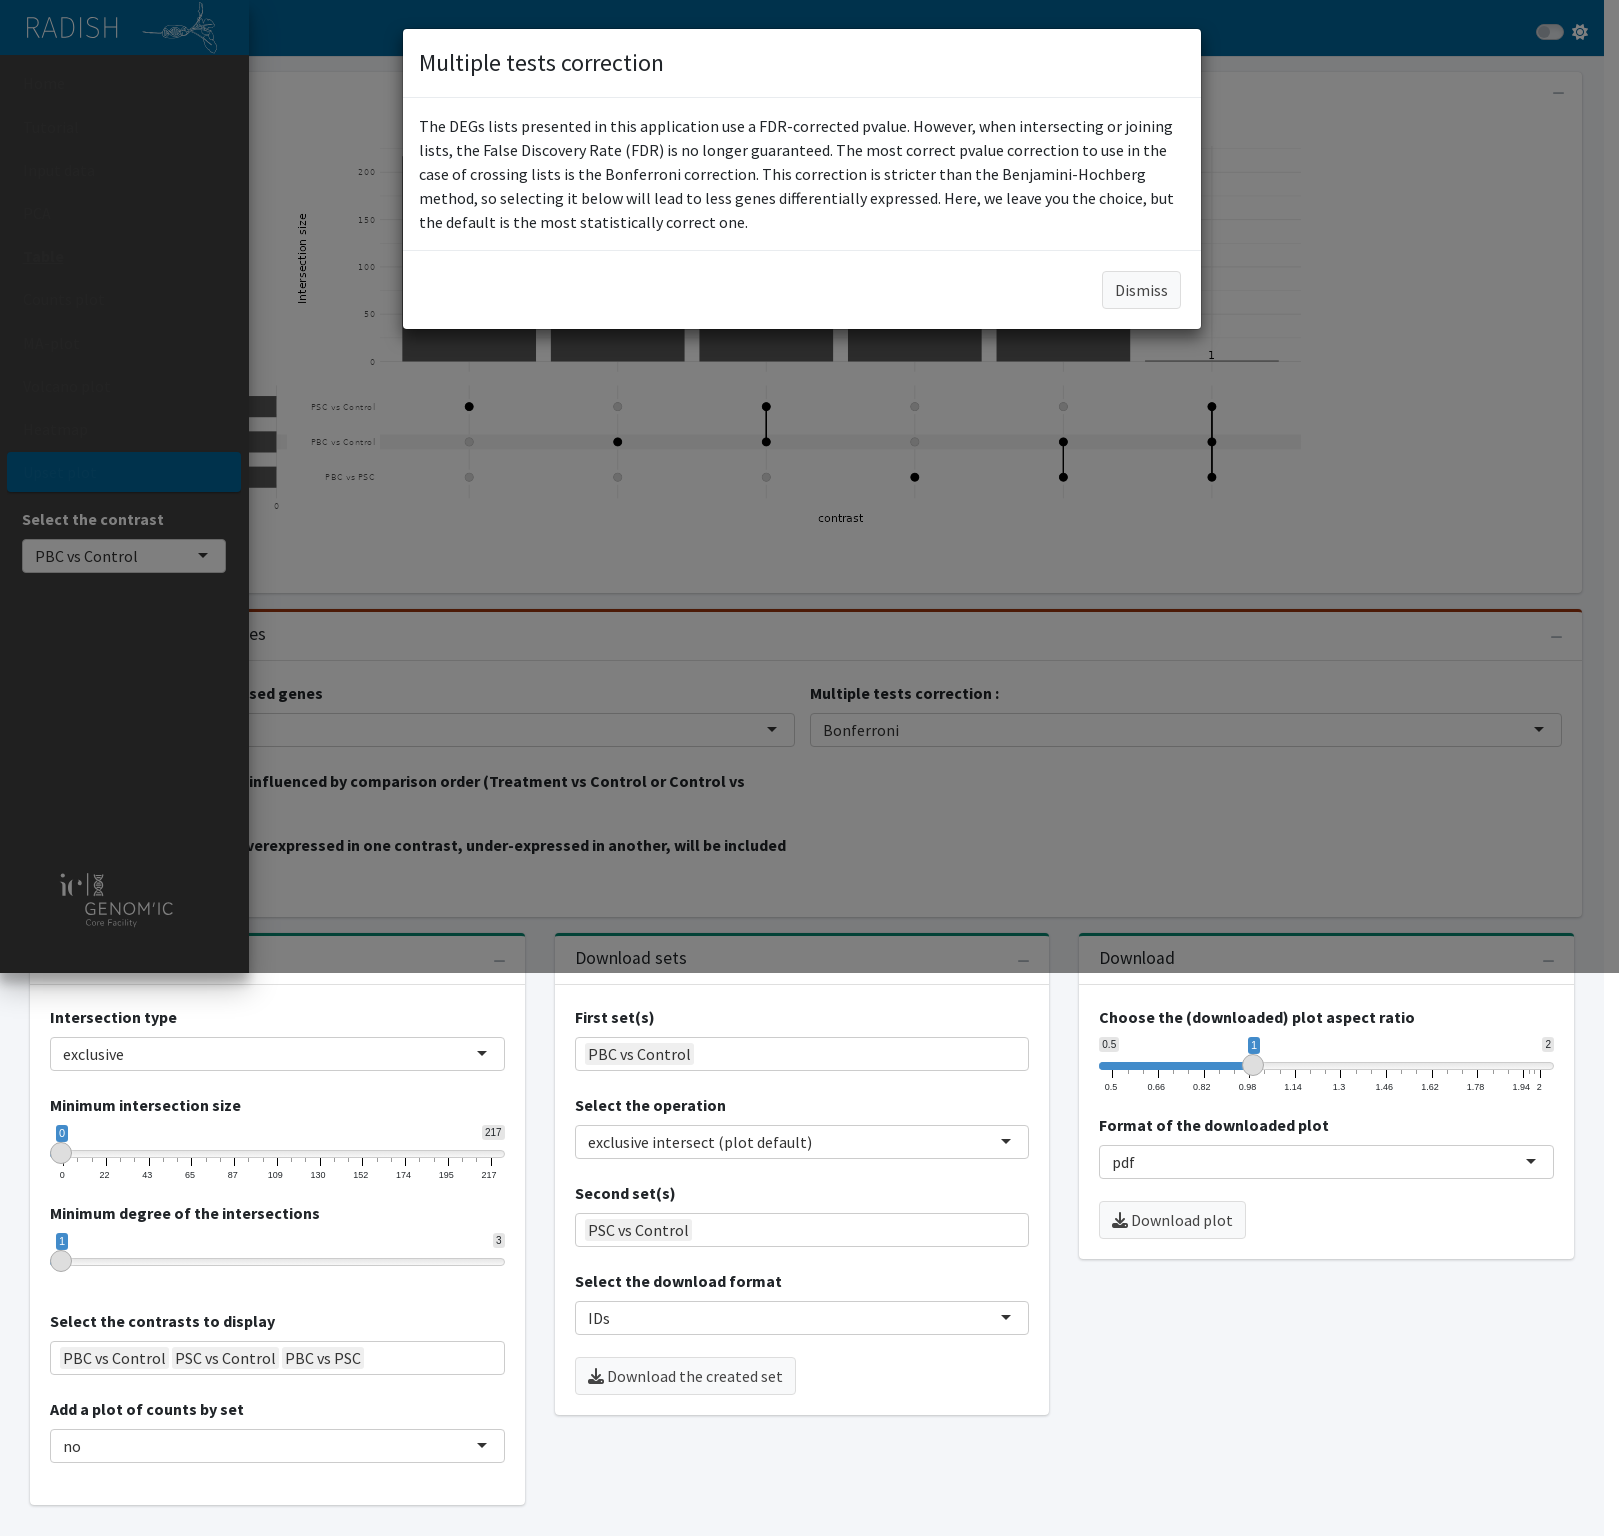 RADISH
Multiple tests correction
The DEGs lists presented in this application use a FDR-corrected pvalue. However, when intersecting or joining
lists, the False Discovery Rate (FDR) is no longer guaranteed. The most correct pvalue correction to use in the
case of crossing lists is the Bonferroni correction. This correction is stricter than the Benjamini-Hochberg
method, so selecting it below will lead to less genes differentially expressed. Here, we leave you the choice, but
the default is the most statistically correct one.
Dismiss
Intersection size
200
150
100
50
0
1
PSC vs Control
PBC vs Control
PBC vs PSC
0
contrast
Select the contrast
PBC vs Control
sed genes
Multiple tests correction :
Bonferroni
influenced by comparison order (Treatment vs Control or Control vs
verexpressed in one contrast, under-expressed in another, will be included
GENOM'IC
Core Facility
Intersection type
exclusive
Minimum intersection size
0 217
0 22 43 65 87 109 130 152 174 195 217
Minimum degree of the intersections
1 3
Select the contrasts to display
PBC vs Control PSC vs Control PBC vs PSC
Add a plot of counts by set
no
Download sets
First set(s)
PBC vs Control
Select the operation
exclusive intersect (plot default)
Second set(s)
PSC vs Control
Select the download format
IDs
Download the created set
Download
Choose the (downloaded) plot aspect ratio
0.5 1 2
0.5 0.66 0.82 0.98 1.14 1.3 1.46 1.62 1.78 1.94 2
Format of the downloaded plot
pdf
Download plot